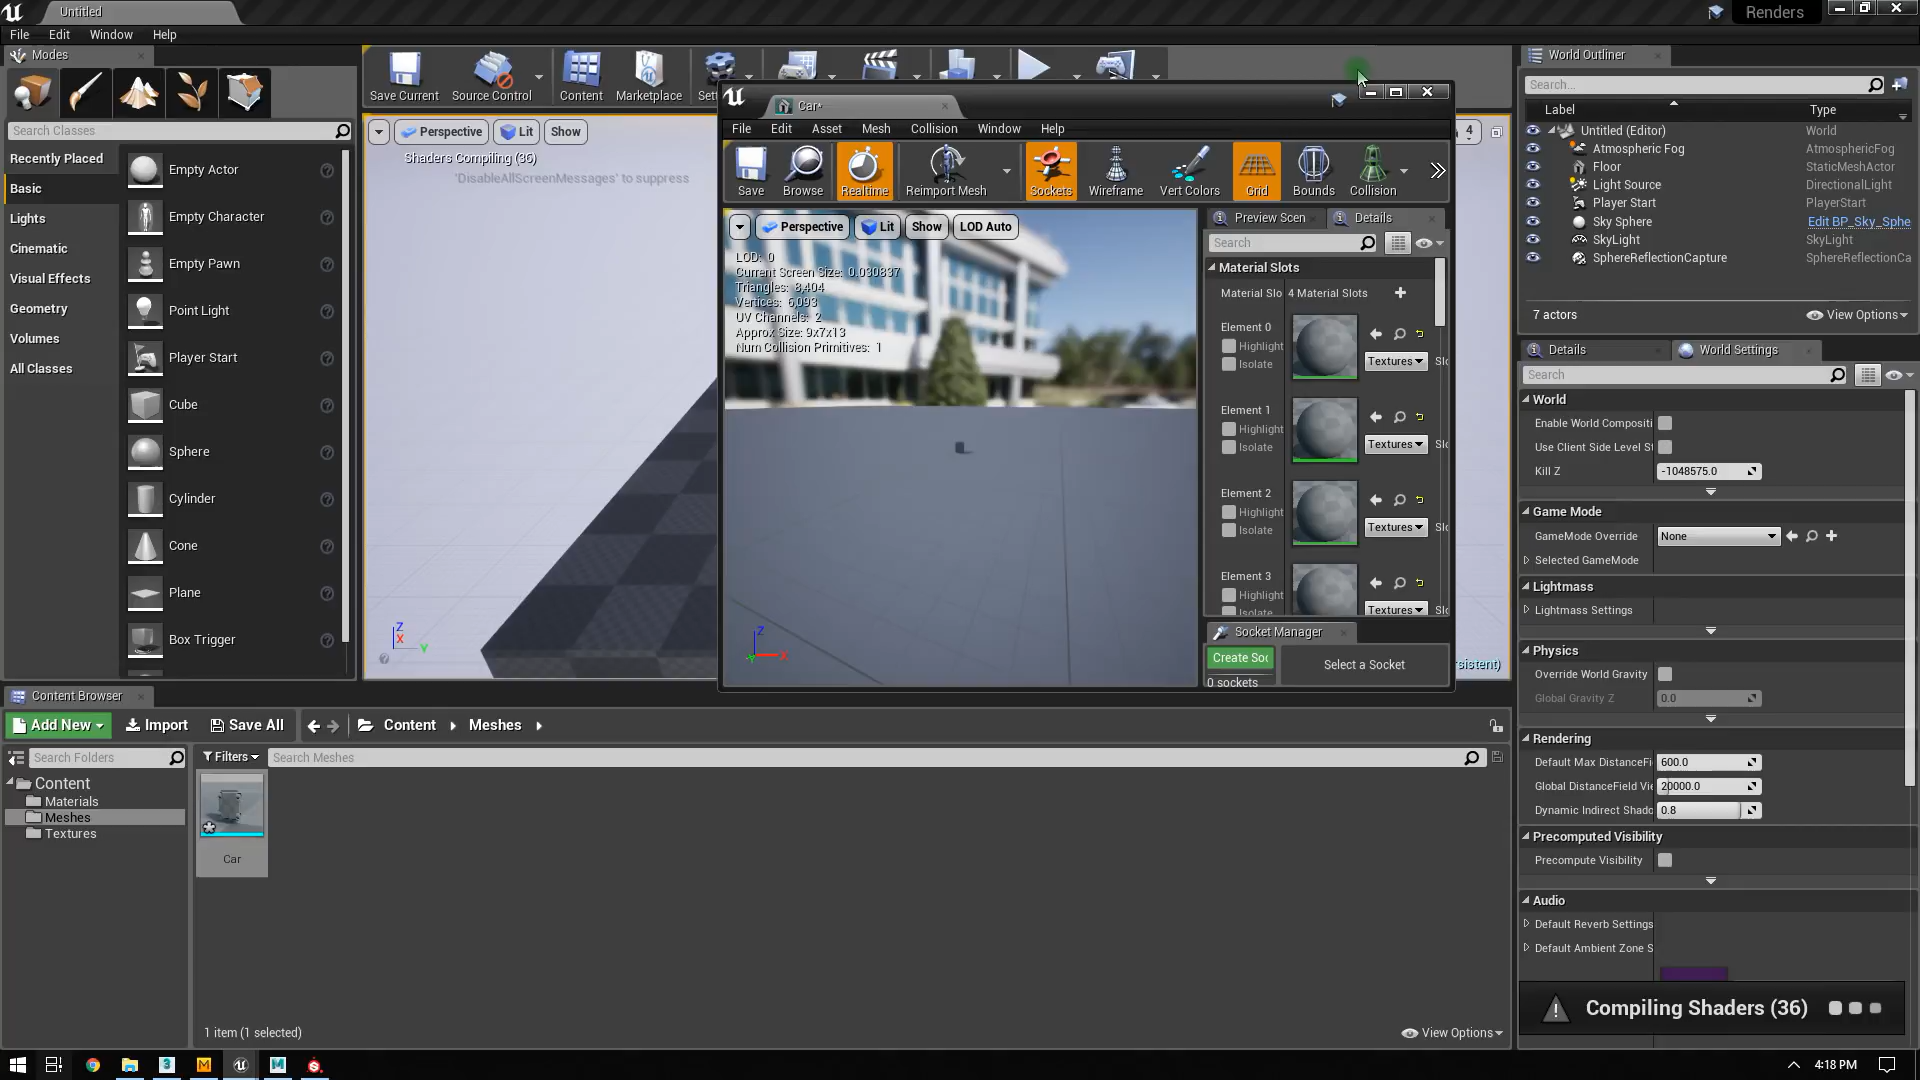 Untitled
Renders
File Edit Window Help
Modes
Search Classes
Recently Placed
Basic
Lights
Cinematic
Visual Effects
Geometry
Volumes
All Classes
Empty Actor
Empty Character
Empty Pawn
Point Light
Player Start
Cube
Sphere
Cylinder
Cone
Plane
Box Trigger
Save Current Source Control Content Marketplace
Perspective Lit Show
Shaders Compiling (36)
'DisableAllScreenMessages' to suppress
4
Car*
File Edit Asset Mesh Collision Window Help
Save Browse Realtime Reimport Mesh Sockets Wireframe Vert Colors Grid Bounds Collision
Perspective Lit Show LOD Auto
LOD: 0
Current Screen Size: 0.030837
Triangles: 8,404
Vertices: 6,093
UV Channels: 2
Approx Size: 9x7x13
Num Collision Primitives: 1
Z
X
Y
Z
X
Y
Preview Scen Details
Search
Material Slots
Material Slo 4 Material Slots
Element 0
Highlight
Isolate
Textures Slo
Element 1
Highlight
Isolate
Textures Slo
Element 2
Highlight
Isolate
Textures Slo
Element 3
Highlight
Isolate
Textures Slo
Socket Manager
Create Soc Select a Socket
0 sockets
sistent)
World Outliner
Search...
Label Type
Untitled (Editor) World
Atmospheric Fog AtmosphericFog
Floor StaticMeshActor
Light Source DirectionalLight
Player Start PlayerStart
Sky Sphere Edit BP_Sky_Sphe
SkyLight SkyLight
SphereReflectionCapture SphereReflectionCa
7 actors View Options
Details World Settings
Search
World
Enable World Compositi
Use Client Side Level S
Kill Z -1048575.0
Game Mode
GameMode Override None
Selected GameMode
Lightmass
Lightmass Settings
Physics
Override World Gravity
Global Gravity Z 0.0
Rendering
Default Max DistanceFi 600.0
Global DistanceField Vie 20000.0
Dynamic Indirect Shado 0.8
Precomputed Visibility
Precompute Visibility
Audio
Default Reverb Settings
Default Ambient Zone S
Compiling Shaders (36)
Content Browser
Add New Import Save All Content Meshes
Search Folders
Filters Search Meshes
Content
Materials
Meshes
Textures
Car
1 item (1 selected) View Options
4:18 PM